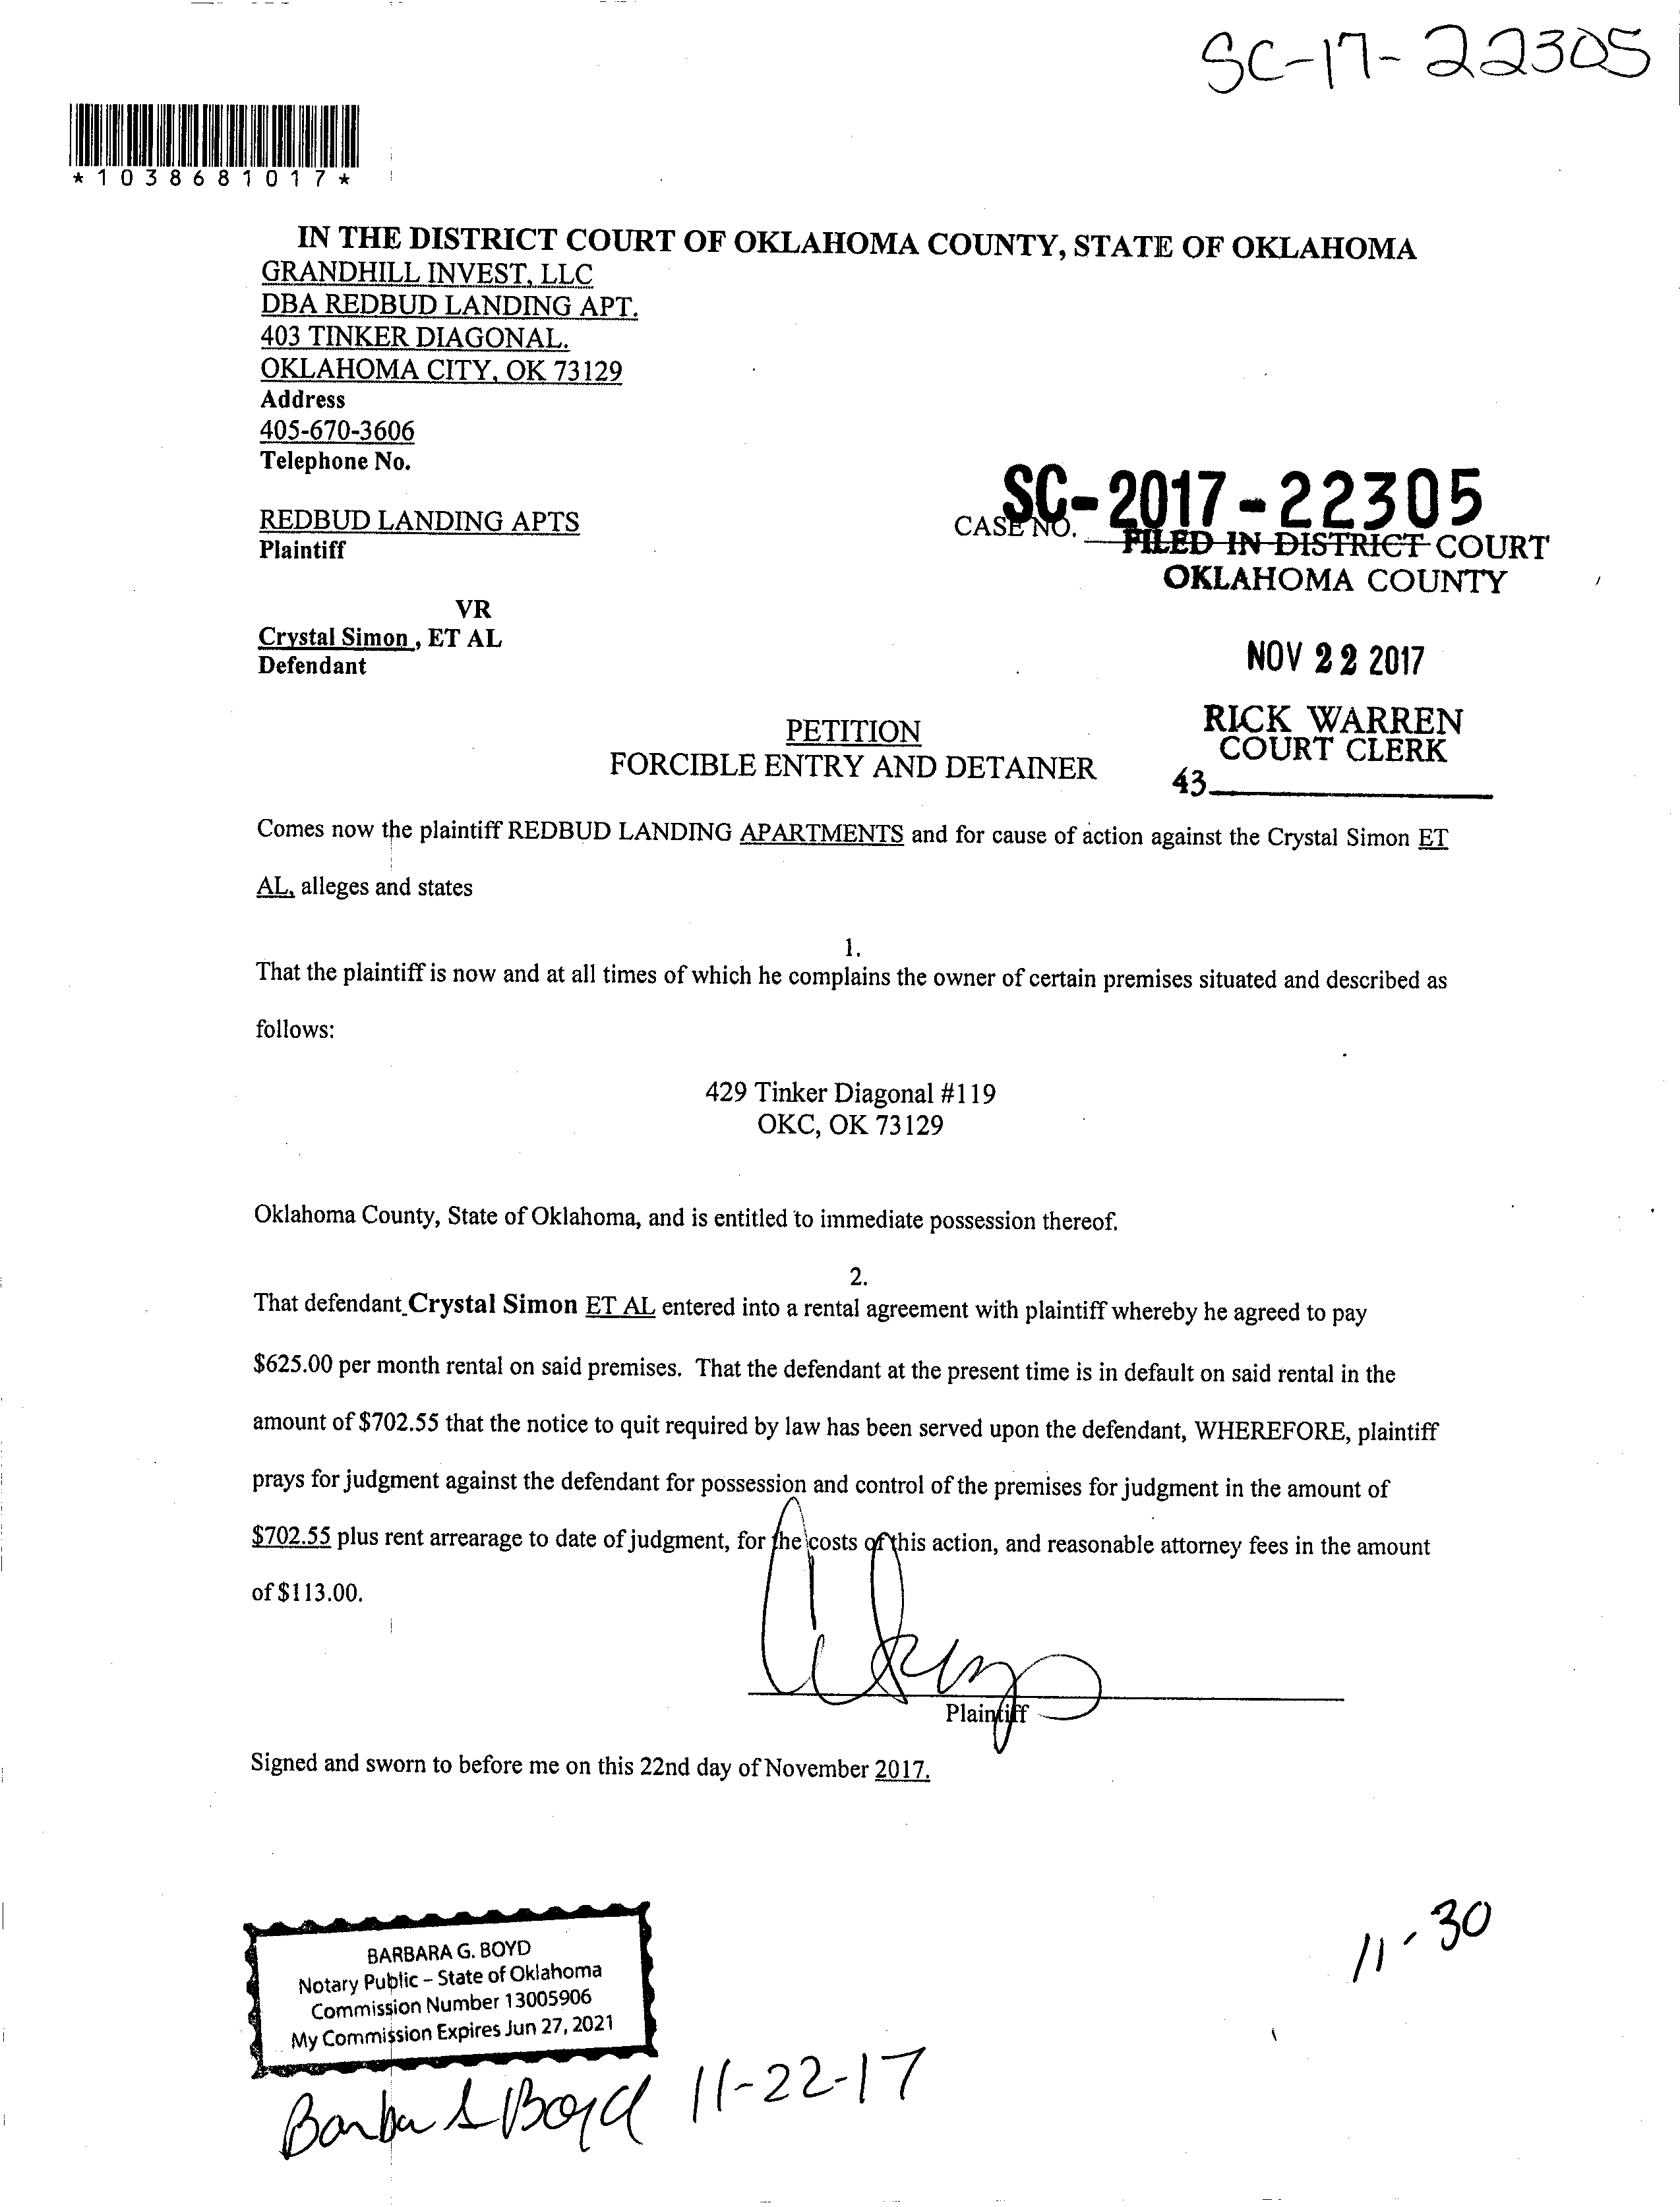 SC-17-22305
*1038681017*
IN THE DISTRICT COURT OF OKLAHOMA COUNTY, STATE OF OKLAHOMA
GRANDHILL INVEST, LLC
DBA REDBUD LANDING APT.
403 TINKER DIAGONAL.
OKLAHOMA CITY, OK 73129
Address
405-670-3606
Telephone No.
REDBUD LANDING APTS
Plaintiff
CASE NO. SC-2017-22305
FILED IN DISTRICT COURT
OKLAHOMA COUNTY
VR
Crystal Simon , ET AL
Defendant
NOV 22 2017
RICK WARREN
COURT CLERK
43
PETITION
FORCIBLE ENTRY AND DETAINER
Comes now the plaintiff REDBUD LANDING APARTMENTS and for cause of action against the Crystal Simon ET
AL, alleges and states
1.
That the plaintiff is now and at all times of which he complains the owner of certain premises situated and described as
follows:
429 Tinker Diagonal #119
OKC, OK 73129
Oklahoma County, State of Oklahoma, and is entitled to immediate possession thereof.
2.
That defendant Crystal Simon ET AL entered into a rental agreement with plaintiff whereby he agreed to pay
$625.00 per month rental on said premises. That the defendant at the present time is in default on said rental in the
amount of $702.55 that the notice to quit required by law has been served upon the defendant, WHEREFORE, plaintiff
prays for judgment against the defendant for possession and control of the premises for judgment in the amount of
$702.55 plus rent arrearage to date of judgment, for the costs of this action, and reasonable attorney fees in the amount
of $113.00.
Plaintiff
Signed and sworn to before me on this 22nd day of November 2017.
BARBARA G. BOYD
Notary Public – State of Oklahoma
Commission Number 13005906
My Commission Expires Jun 27, 2021
11-30
Boyd 11-22-17